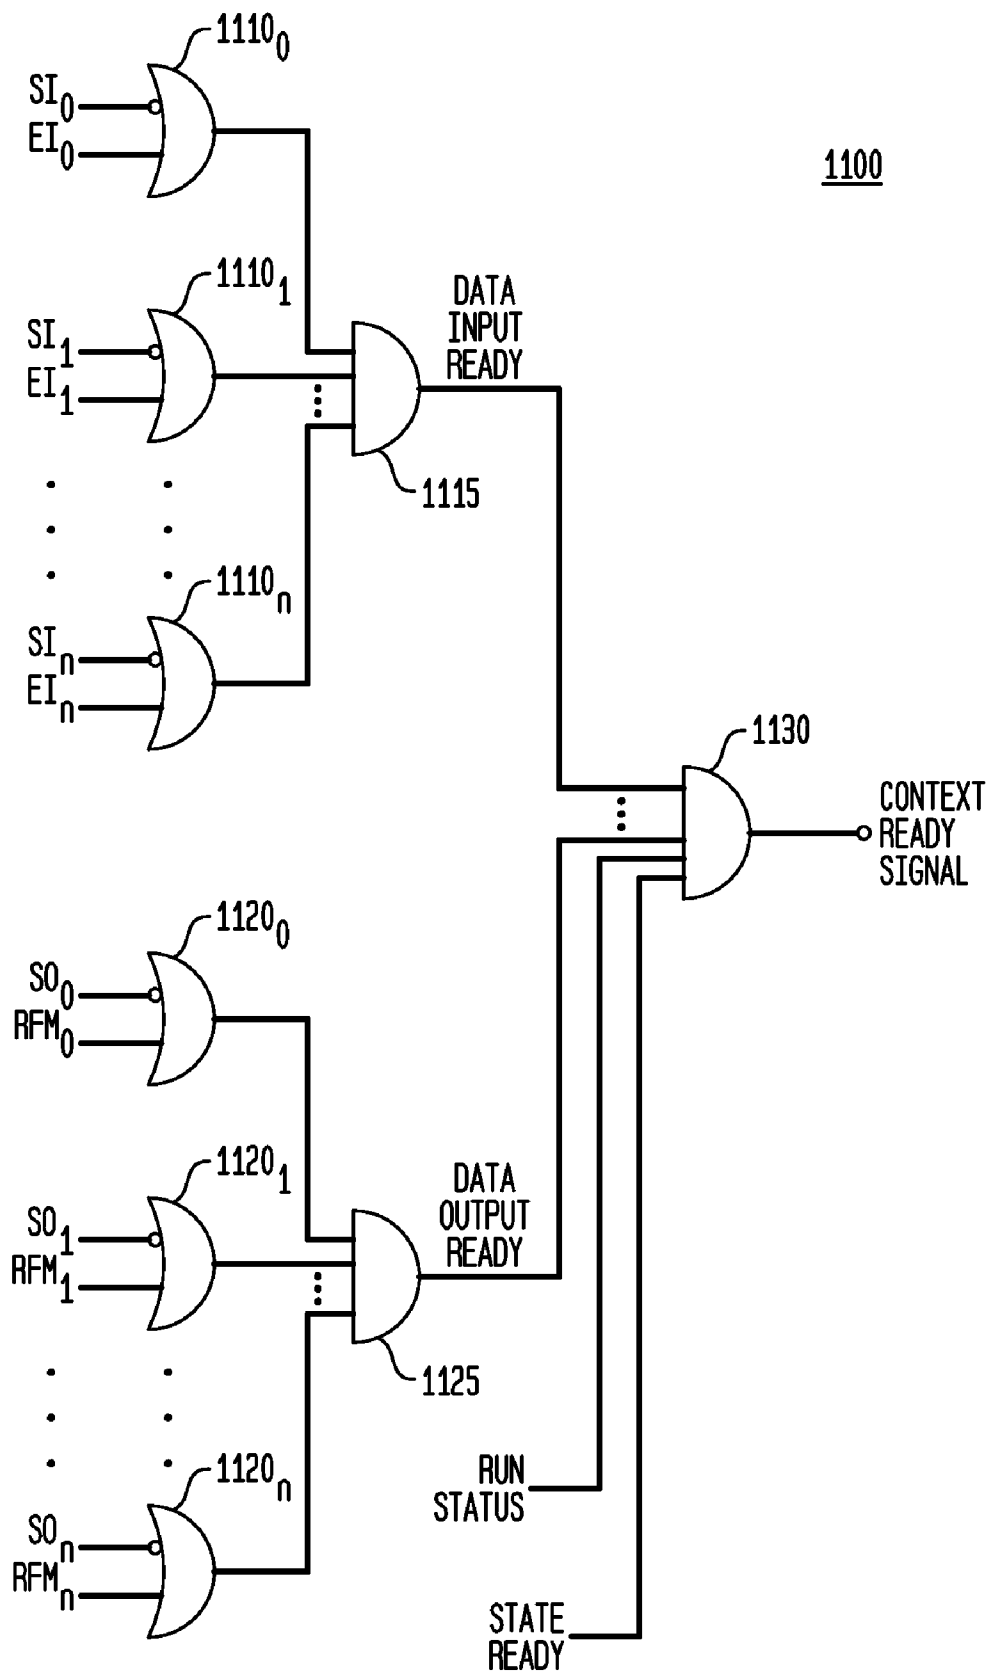 1110₀
SI₀
EI₀
1100
1110₁
SI₁
EI₁
DATA
INPUT
READY
1115
1110ₙ
SIₙ
EIₙ
1130
CONTEXT
READY
SIGNAL
1120₀
SO₀
RFM₀
1120₁
SO₁
RFM₁
DATA
OUTPUT
READY
1125
1120ₙ
SOₙ
RFMₙ
RUN
STATUS
STATE
READY